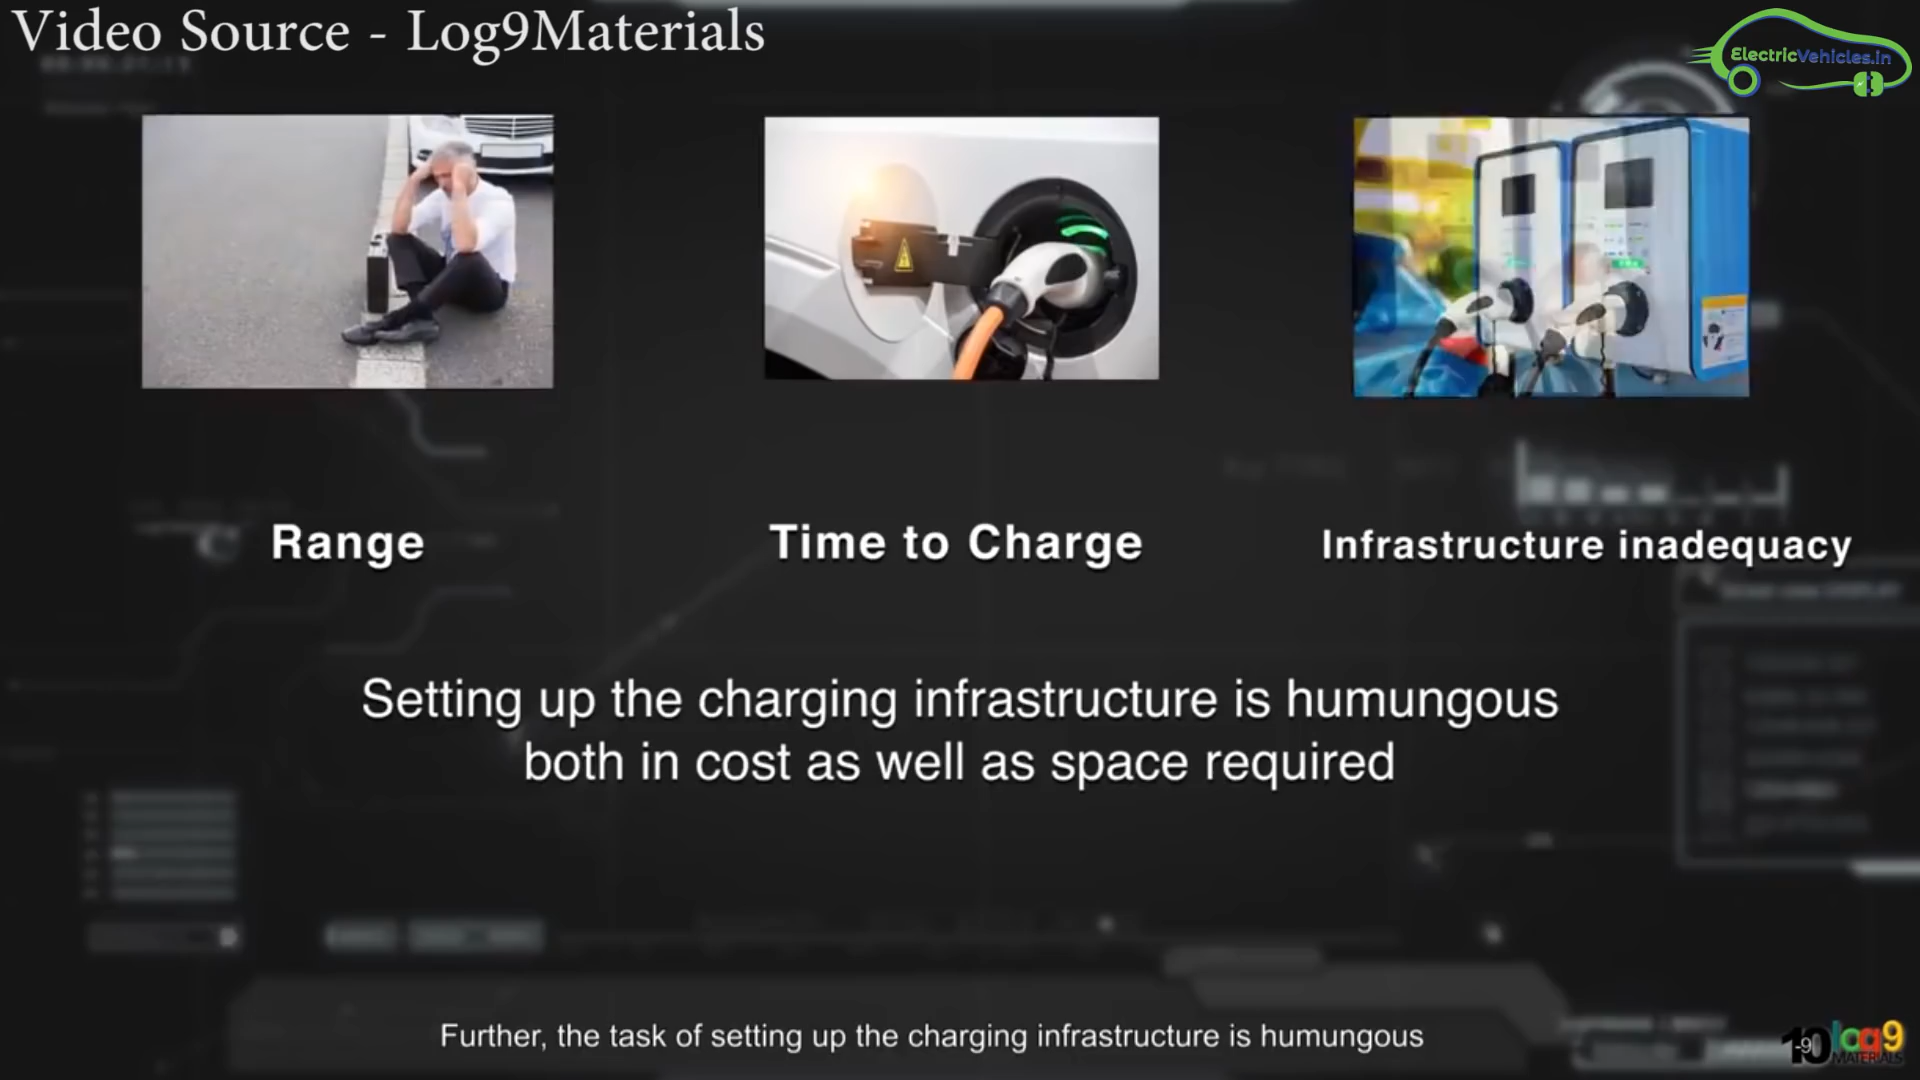 Video Source - Log9Materials
ElectricVehicles.in
Range
Time to Charge
Infrastructure inadequacy
Setting up the charging infrastructure is humungous
both in cost as well as space required
Further, the task of setting up the charging infrastructure is humungous
10 -9 log9
MATERIALS